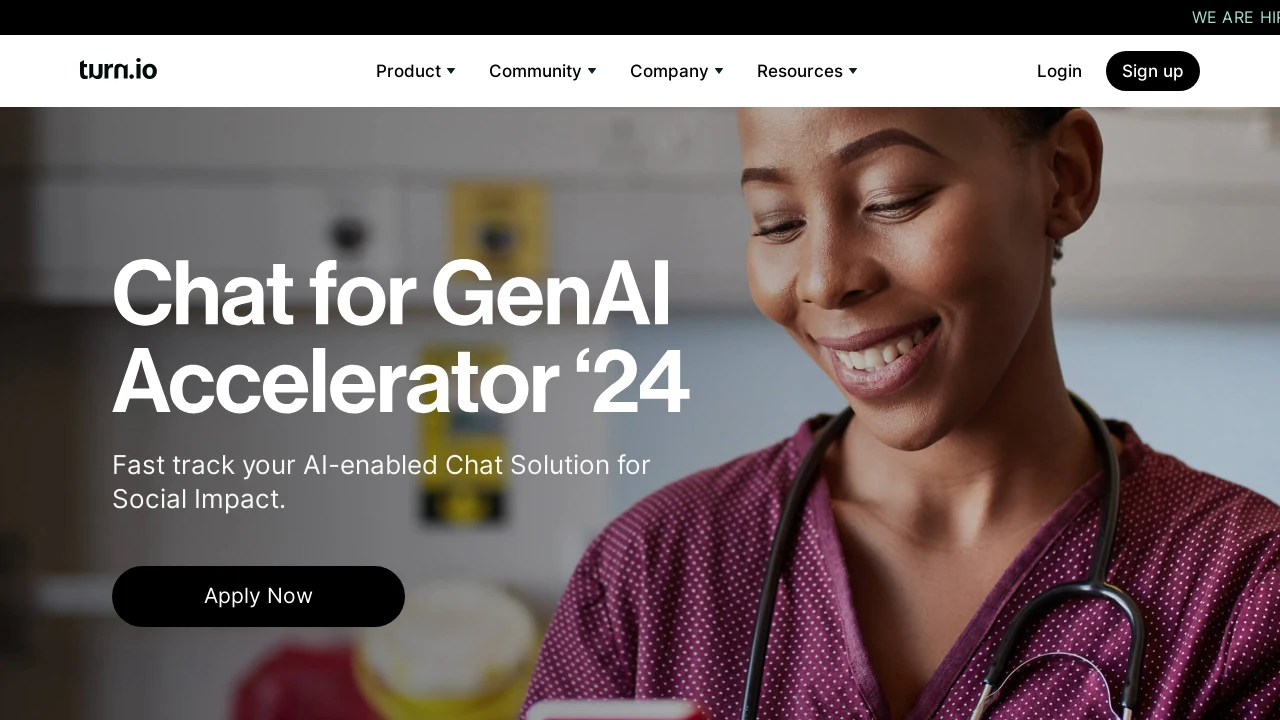 WE ARE
turn.io
Product
Community
Company
Resources
Login
Sign up
Chat for GenAI
Accelerator ‘24
Fast track your AI-enabled Chat Solution for
Social Impact.
Apply Now